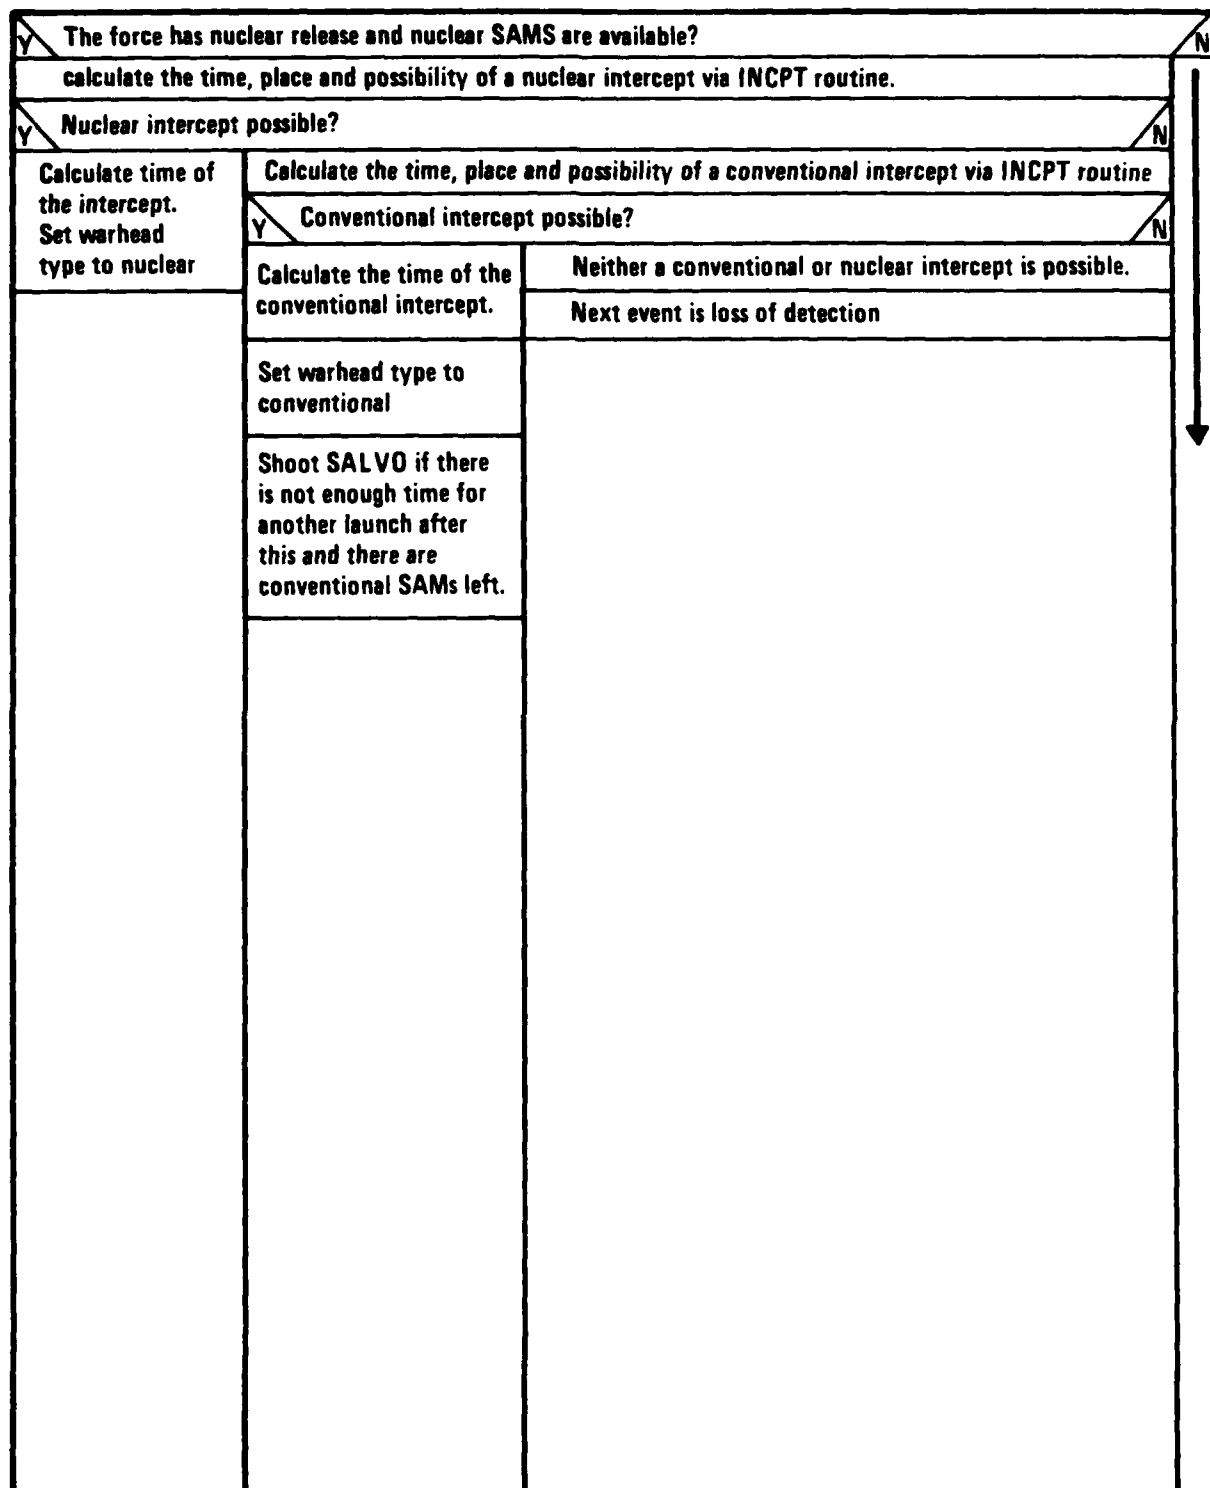 Y The force has nuclear release and nuclear SAMS are available? N
calculate the time, place and possibility of a nuclear intercept via INCPT routine.
Y Nuclear intercept possible? N
Calculate time of
the intercept.
Set warhead
type to nuclear
Calculate the time, place and possibility of a conventional intercept via INCPT routine
Y Conventional intercept possible? N
Calculate the time of the
conventional intercept.
Set warhead type to
conventional
Shoot SALVO if there
is not enough time for
another launch after
this and there are
conventional SAMs left.
Neither a conventional or nuclear intercept is possible.
Next event is loss of detection